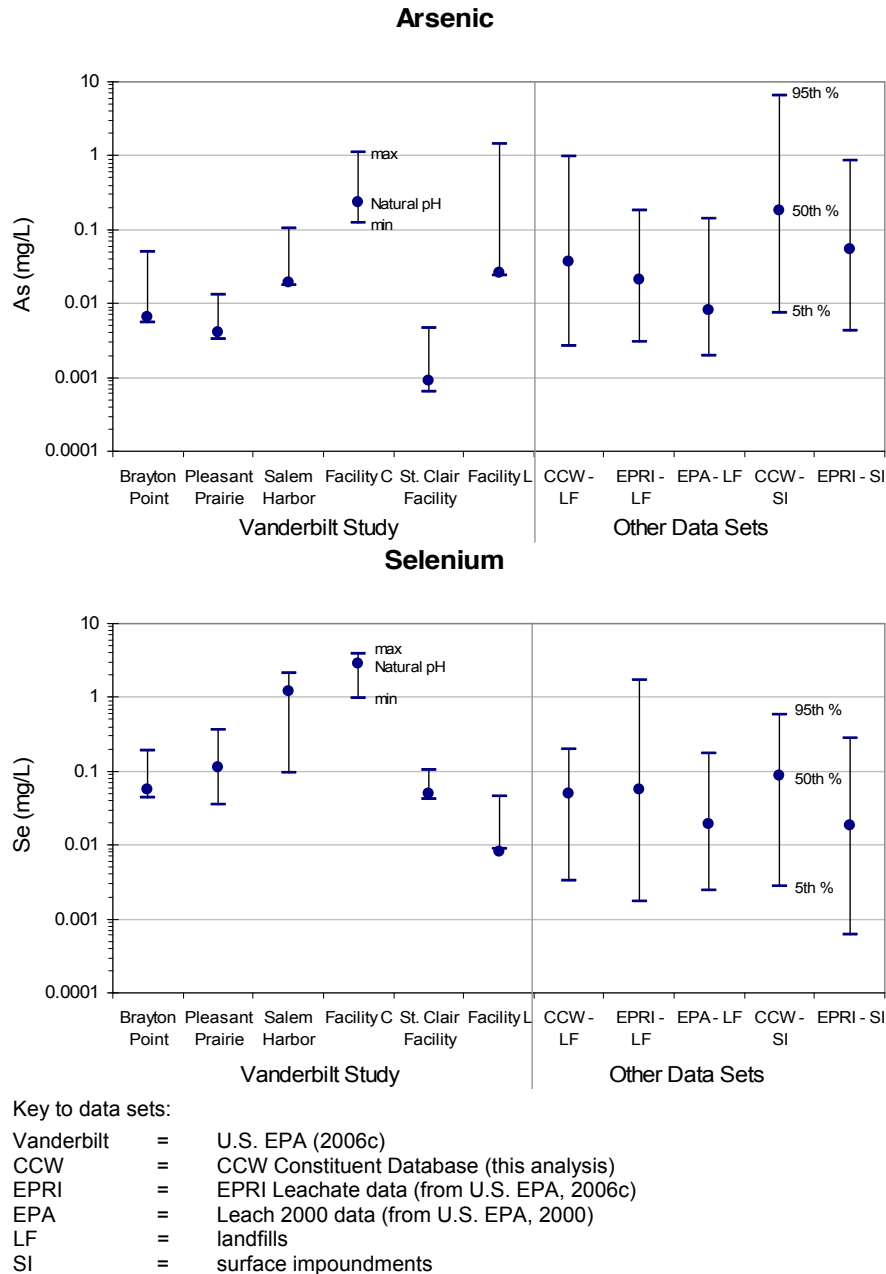 Arsenic
10
1
0.1
0.01
0.001
0.0001
As (mg/L)
max
Natural pH
min
95th %
50th %
5th %
Brayton Point
Pleasant Prairie
Salem Harbor
Facility C
St. Clair Facility
Facility L
CCW - LF
EPRI - LF
EPA - LF
CCW - SI
EPRI - SI
Vanderbilt Study
Other Data Sets
Selenium
10
1
0.1
0.01
0.001
0.0001
Se (mg/L)
max
Natural pH
min
95th %
50th %
5th %
Brayton Point
Pleasant Prairie
Salem Harbor
Facility C
St. Clair Facility
Facility L
CCW - LF
EPRI - LF
EPA - LF
CCW - SI
EPRI - SI
Vanderbilt Study
Other Data Sets
Key to data sets:
Vanderbilt = U.S. EPA (2006c)
CCW = CCW Constituent Database (this analysis)
EPRI = EPRI Leachate data (from U.S. EPA, 2006c)
EPA = Leach 2000 data (from U.S. EPA, 2000)
LF = landfills
SI = surface impoundments